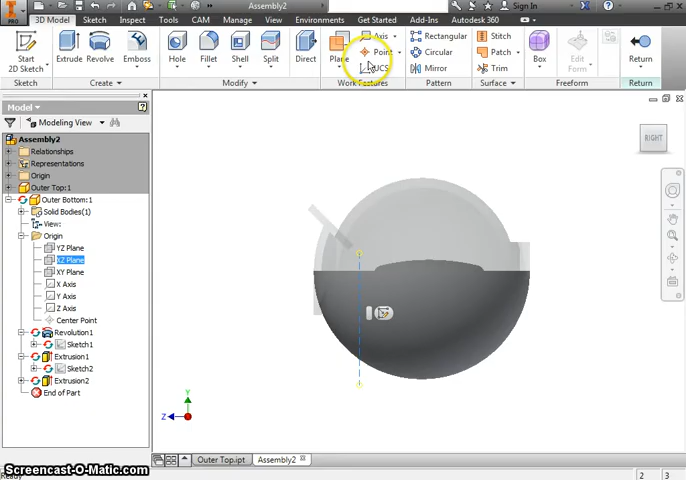 Assembly2
Sign In
PRO
3D Model Sketch Inspect Tools CAM Manage View Environments Get Started Add-Ins Autodesk 360
Start 2D Sketch
Extrude Revolve Emboss
Hole Fillet Shell Split
Direct
Plane
Axis
Point
UCS
Rectangular
Circular
Mirror
Stitch
Patch
Trim
Box
Edit Form
Return
Sketch Create Modify Work Features Pattern Surface Freeform Return
Model
Modeling View
Assembly2
Relationships
Representations
Origin
Outer Top:1
Outer Bottom:1
Solid Bodies(1)
View:
Origin
YZ Plane
XZ Plane
XY Plane
X Axis
Y Axis
Z Axis
Center Point
Revolution1
Sketch1
Extrusion1
Sketch2
Extrusion2
End of Part
RIGHT
Y
Z
Outer Top.ipt Assembly2
Screencast-O-Matic.com
Ready
2 3